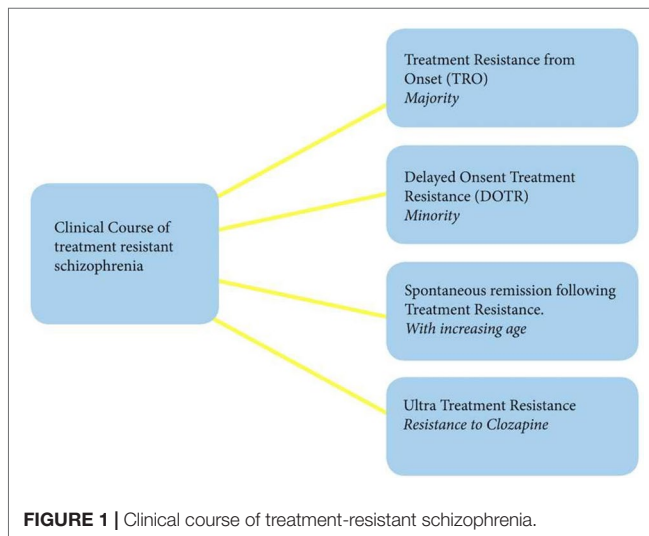 Clinical Course of
treatment resistant
schizophrenia
Treatment Resistance from
Onset (TRO)
Majority
Delayed Onsent Treatment
Resistance (DOTR)
Minority
Spontaneous remission following
Treatment Resistance.
With increasing age
Ultra Treatment Resistance
Resistance to Clozapine
FIGURE 1 | Clinical course of treatment-resistant schizophrenia.